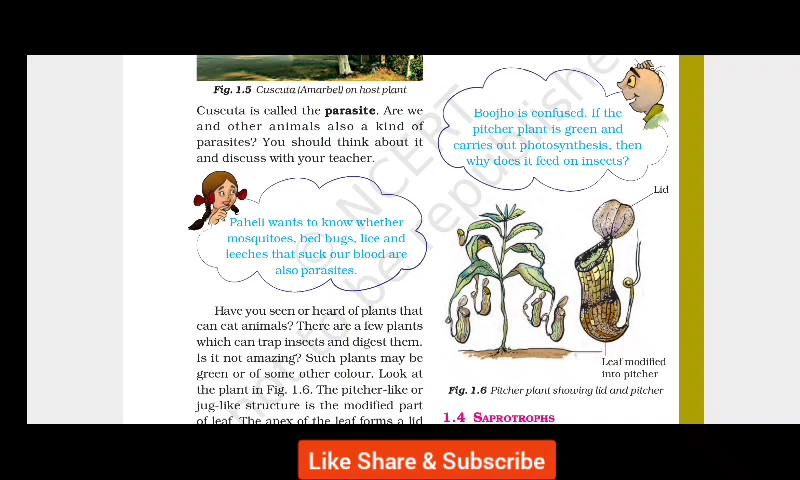 Fig. 1.5 Cuscuta (Amarbel) on host plant
Cuscuta is called the parasite. Are we
and other animals also a kind of
parasites? You should think about it
and discuss with your teacher.
Paheli wants to know whether
mosquitoes, bed bugs, lice and
leeches that suck our blood are
also parasites.
Have you seen or heard of plants that
can eat animals? There are a few plants
which can trap insects and digest them.
Is it not amazing? Such plants may be
green or of some other colour. Look at
the plant in Fig. 1.6. The pitcher-like or
jug-like structure is the modified part
of leaf. The apex of the leaf forms a lid
Boojho is confused. If the
pitcher plant is green and
carries out photosynthesis, then
why does it feed on insects?
Lid
Leaf modified
into pitcher
Fig. 1.6 Pitcher plant showing lid and pitcher
1.4 SAPROTROPHS
© NCERT
not to be republished
Like Share & Subscribe